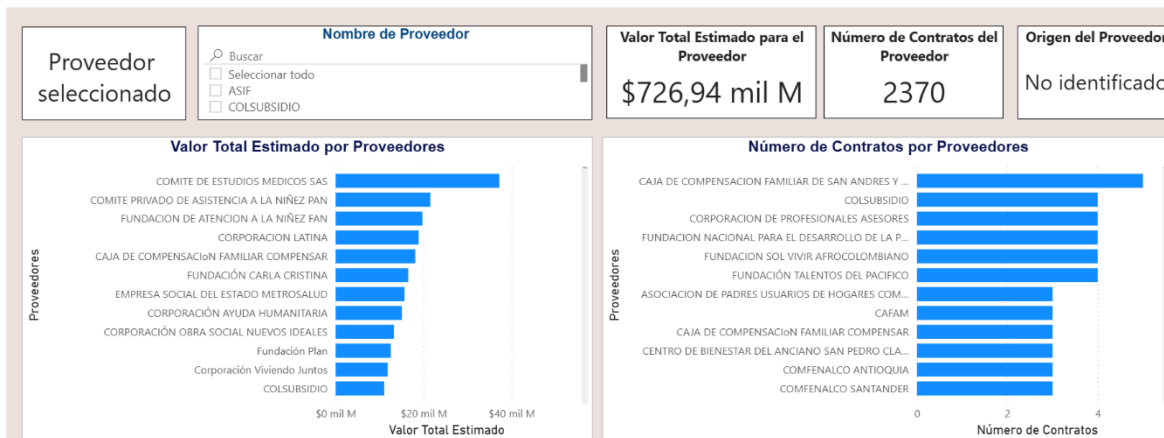 Proveedor
seleccionado
Nombre de Proveedor
Buscar
Seleccionar todo
ASIF
COLSUBSIDIO
Valor Total Estimado para el
Proveedor
$726,94 mil M
Número de Contratos del
Proveedor
2370
Origen del Proveedor
No identificado
Valor Total Estimado por Proveedores
Proveedores
COMITE DE ESTUDIOS MEDICOS SAS
COMITE PRIVADO DE ASISTENCIA A LA NIÑEZ PAN
FUNDACION DE ATENCION A LA NIÑEZ FAN
CORPORACION LATINA
CAJA DE COMPENSACIoN FAMILIAR COMPENSAR
FUNDACIÓN CARLA CRISTINA
EMPRESA SOCIAL DEL ESTADO METROSALUD
CORPORACIÓN AYUDA HUMANITARIA
CORPORACIÓN OBRA SOCIAL NUEVOS IDEALES
Fundación Plan
Corporación Viviendo Juntos
COLSUBSIDIO
$0 mil M $20 mil M $40 mil M
Valor Total Estimado
Número de Contratos por Proveedores
Proveedores
CAJA DE COMPENSACION FAMILIAR DE SAN ANDRES Y ...
COLSUBSIDIO
CORPORACION DE PROFESIONALES ASESORES
FUNDACION NACIONAL PARA EL DESARROLLO DE LA P...
FUNDACION SOL VIVIR AFROCOLOMBIANO
FUNDACIÓN TALENTOS DEL PACIFICO
ASOCIACION DE PADRES USUARIOS DE HOGARES COM...
CAFAM
CAJA DE COMPENSACIoN FAMILIAR COMPENSAR
CENTRO DE BIENESTAR DEL ANCIANO SAN PEDRO CLA...
COMFENALCO ANTIOQUIA
COMFENALCO SANTANDER
0 2 4
Número de Contratos